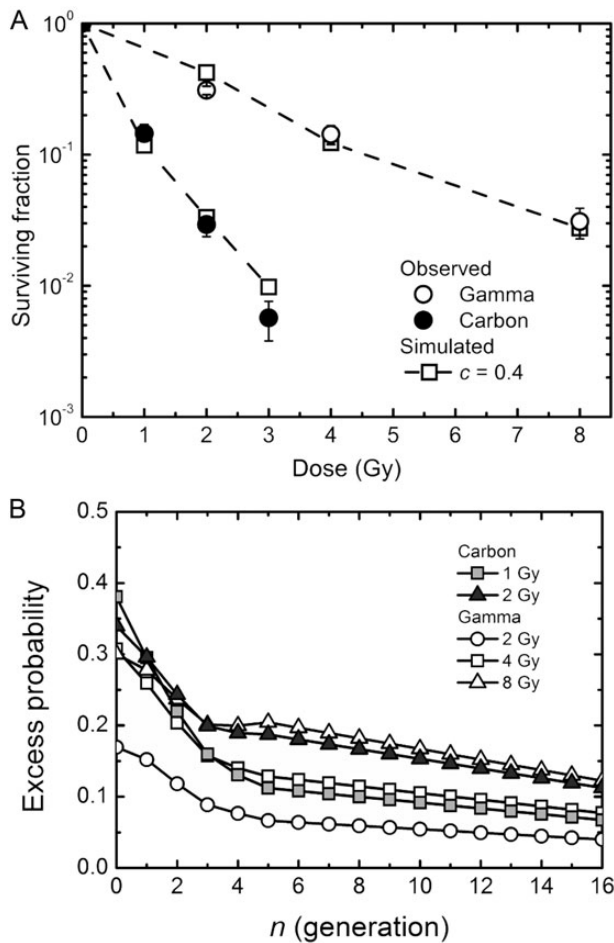 A
10⁰
10⁻¹
10⁻²
10⁻³
Surviving fraction
Observed
Gamma
Carbon
Simulated
c = 0.4
0 1 2 3 4 5 6 7 8
Dose (Gy)
B
0.5
0.4
0.3
0.2
0.1
0.0
Excess probability
Carbon
1 Gy
2 Gy
Gamma
2 Gy
4 Gy
8 Gy
0 2 4 6 8 10 12 14 16
n (generation)